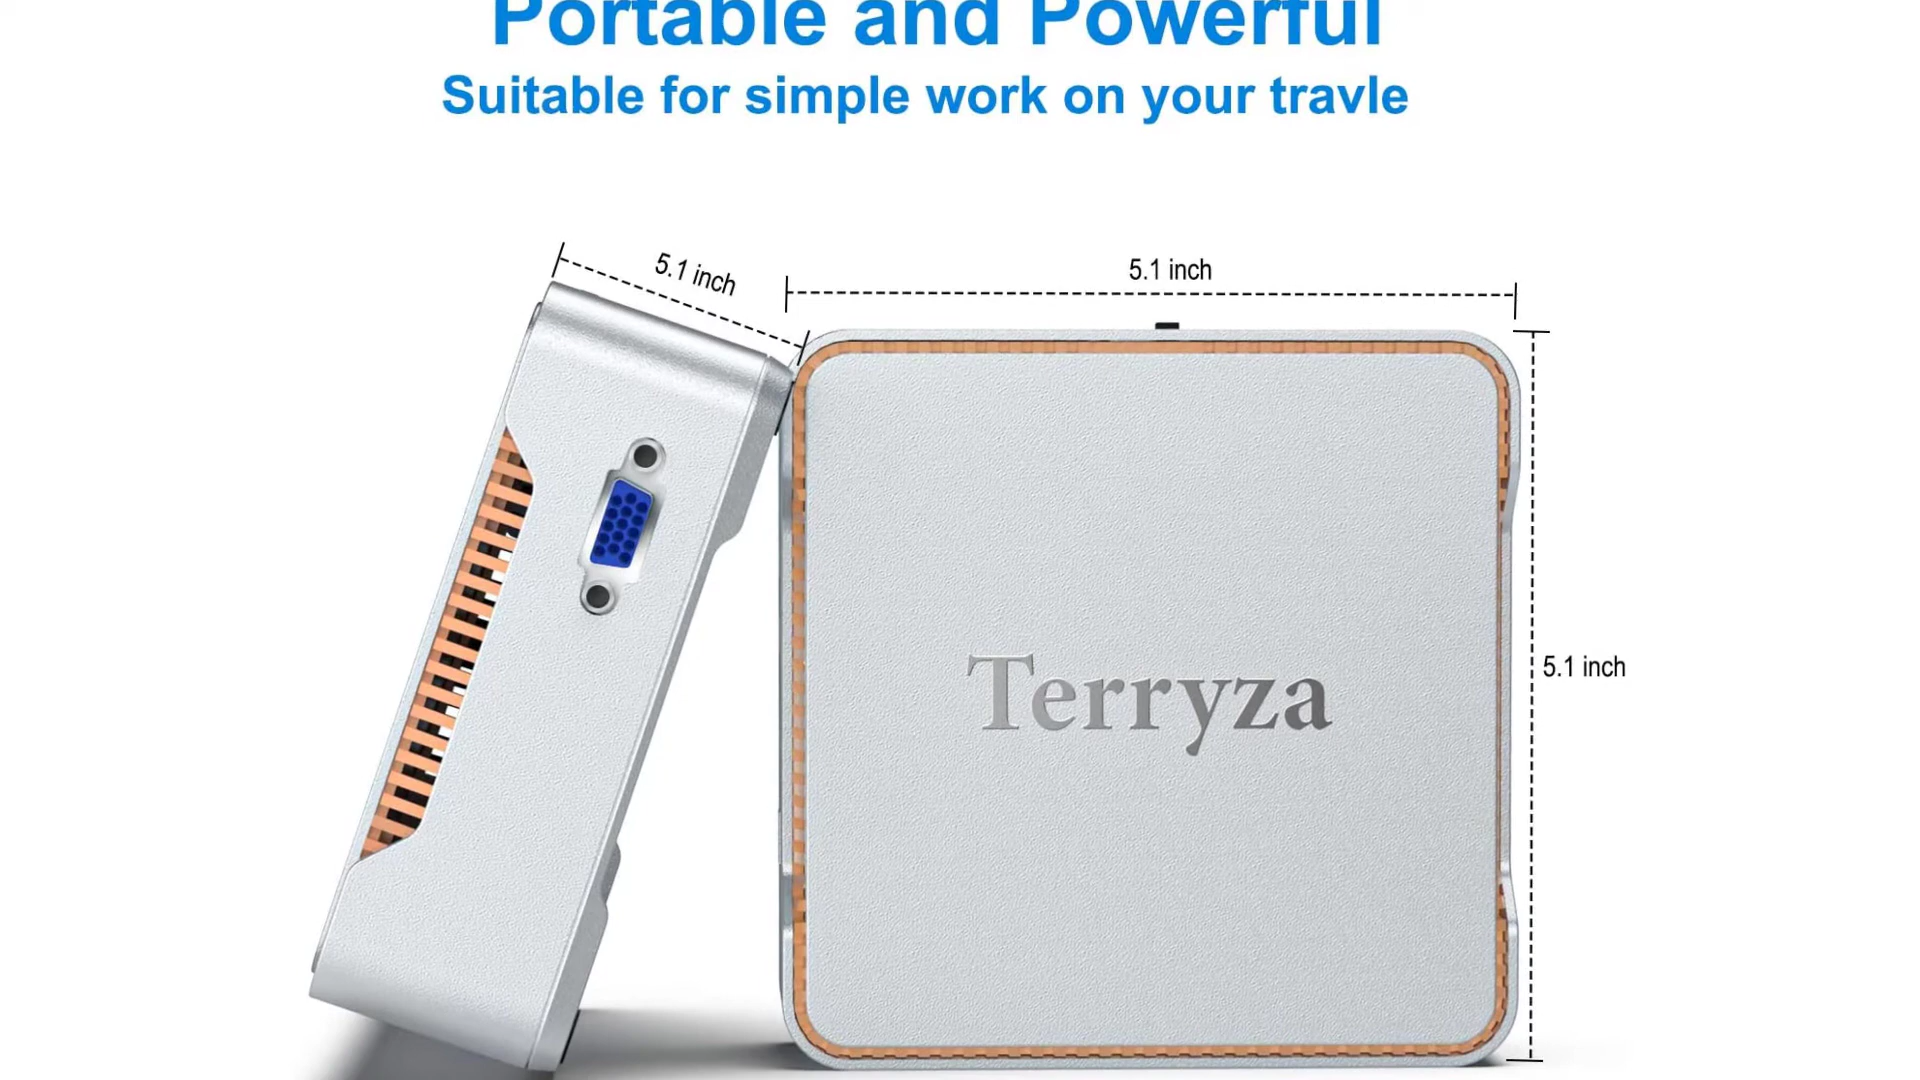 Portable and Powerful
Suitable for simple work on your travle
5.1 inch
5.1 inch
5.1 inch
Terryza